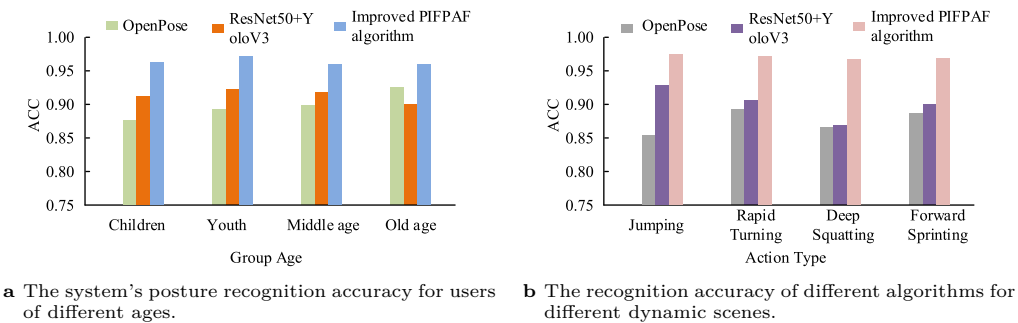 OpenPose
ResNet50+Y
oloV3
Improved PIFPAF
algorithm
1.00
0.95
0.90
0.85
0.80
0.75
ACC
Children
Youth
Middle age
Old age
Group Age
a The system's posture recognition accuracy for users
of different ages.
OpenPose
ResNet50+Y
oloV3
Improved PIFPAF
algorithm
1.00
0.95
0.90
0.85
0.80
0.75
ACC
Jumping
Rapid
Turning
Deep
Squatting
Forward
Sprinting
Action Type
b The recognition accuracy of different algorithms for
different dynamic scenes.